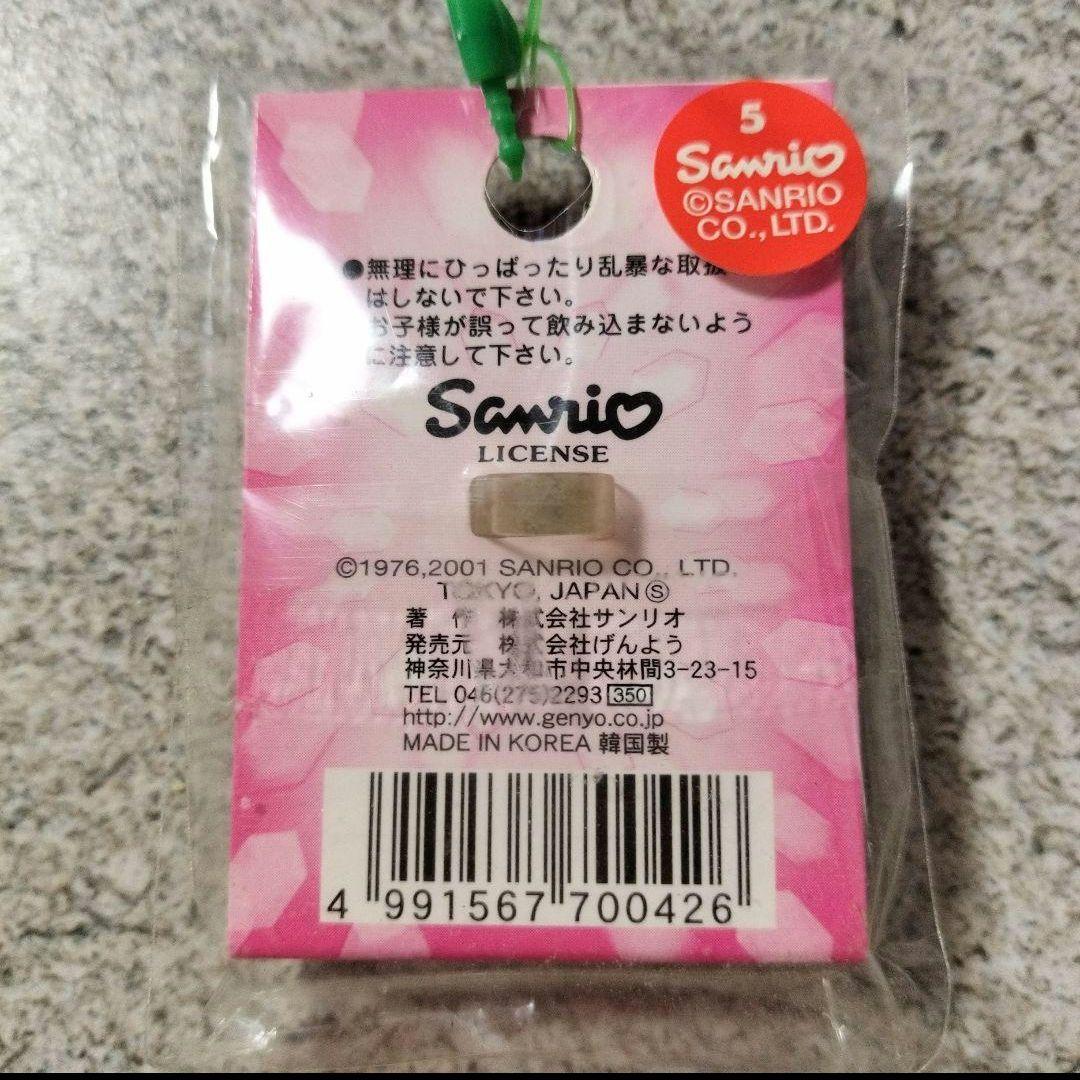 5
Sanrio
©SANRIO
CO.,LTD.
●無理にひっぱったり乱暴な取扱
はしないで下さい。
お子様が誤って飲み込まないよう
に注意して下さい。
Sanrio
LICENSE
©1976,2001 SANRIO CO., LTD.
TOKYO, JAPAN Ⓢ
著 作 株式会社サンリオ
発売元 株式会社げんよう
神奈川県大和市中央林間3-23-15
TEL 046(275)2293 350
http://www.genyo.co.jp
MADE IN KOREA 韓国製
4 991567 700426